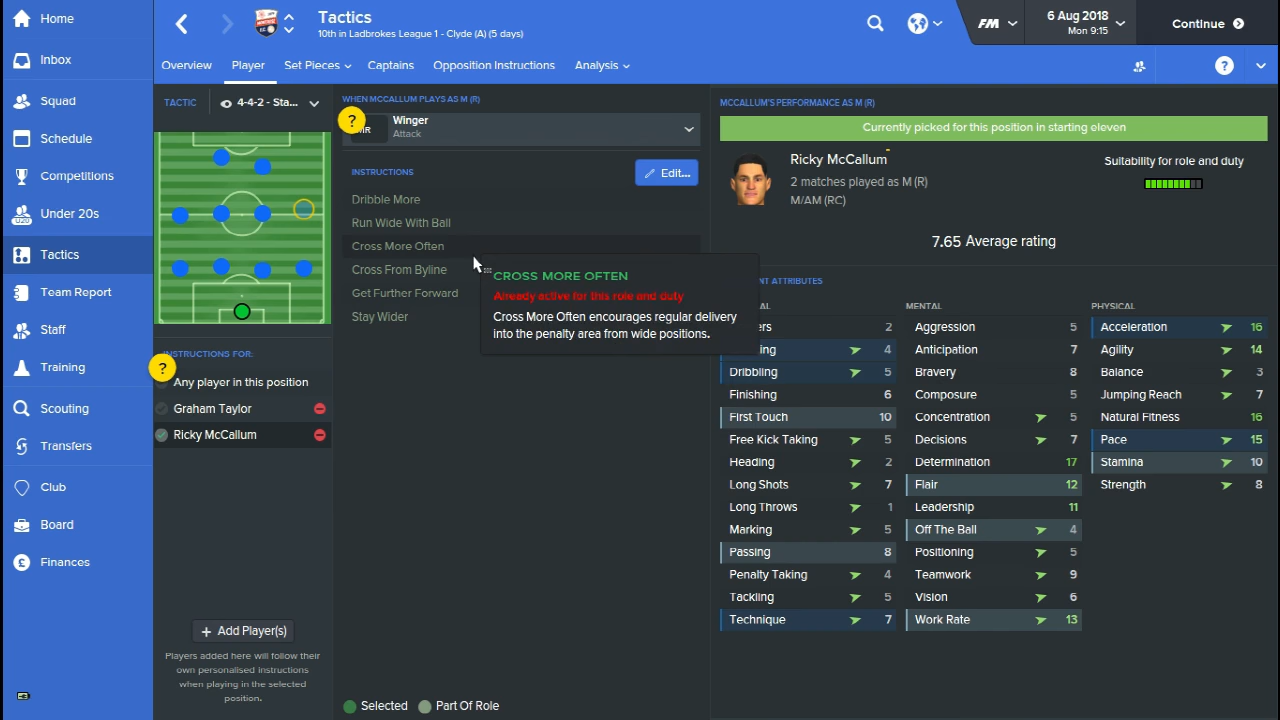 Home
Inbox
Squad
Schedule
Competitions
Under 20s
Tactics
Team Report
Staff
Training
Scouting
Transfers
Club
Board
Finances
Tactics
10th in Ladbrokes League 1 - Clyde (A) (5 days)
FM
6 Aug 2018
Mon 9:15
Continue
Overview
Player
Set Pieces
Captains
Opposition Instructions
Analysis
?
TACTIC
4-4-2 - Sta...
INSTRUCTIONS FOR:
?
Any player in this position
Graham Taylor
Ricky McCallum
+ Add Player(s)
Players added here will follow their
own personalised instructions
when playing in the selected
position.
WHEN MCCALLUM PLAYS AS M (R)
?
Winger
Attack
INSTRUCTIONS
Edit...
Dribble More
Run Wide With Ball
Cross More Often
Cross From Byline
Get Further Forward
Stay Wider
CROSS MORE OFTEN
Already active for this role and duty
Cross More Often encourages regular delivery
into the penalty area from wide positions.
Selected
Part Of Role
MCCALLUM'S PERFORMANCE AS M (R)
Currently picked for this position in starting eleven
Ricky McCallum
2 matches played as M (R)
M/AM (RC)
Suitability for role and duty
7.65 Average rating
ATTRIBUTES
2
4
Dribbling 5
Finishing 6
First Touch 10
Free Kick Taking 5
Heading 2
Long Shots 7
Long Throws 1
Marking 5
Passing 8
Penalty Taking 4
Tackling 5
Technique 7
MENTAL
Aggression 5
Anticipation 7
Bravery 8
Composure 5
Concentration 5
Decisions 7
Determination 17
Flair 12
Leadership 11
Off The Ball 4
Positioning 5
Teamwork 9
Vision 6
Work Rate 13
PHYSICAL
Acceleration 16
Agility 14
Balance 3
Jumping Reach 7
Natural Fitness 16
Pace 15
Stamina 10
Strength 8